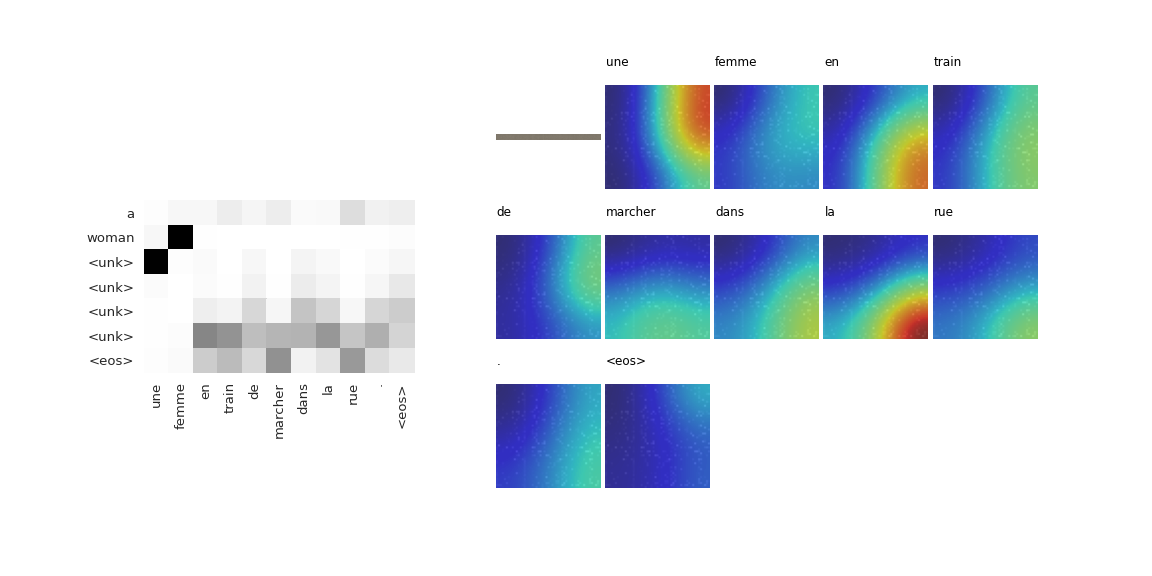 une femme en train
de marcher dans la rue
. <eos>
a
woman
<unk>
<unk>
<unk>
<unk>
<eos>
une femme en train de marcher dans la rue . <eos>